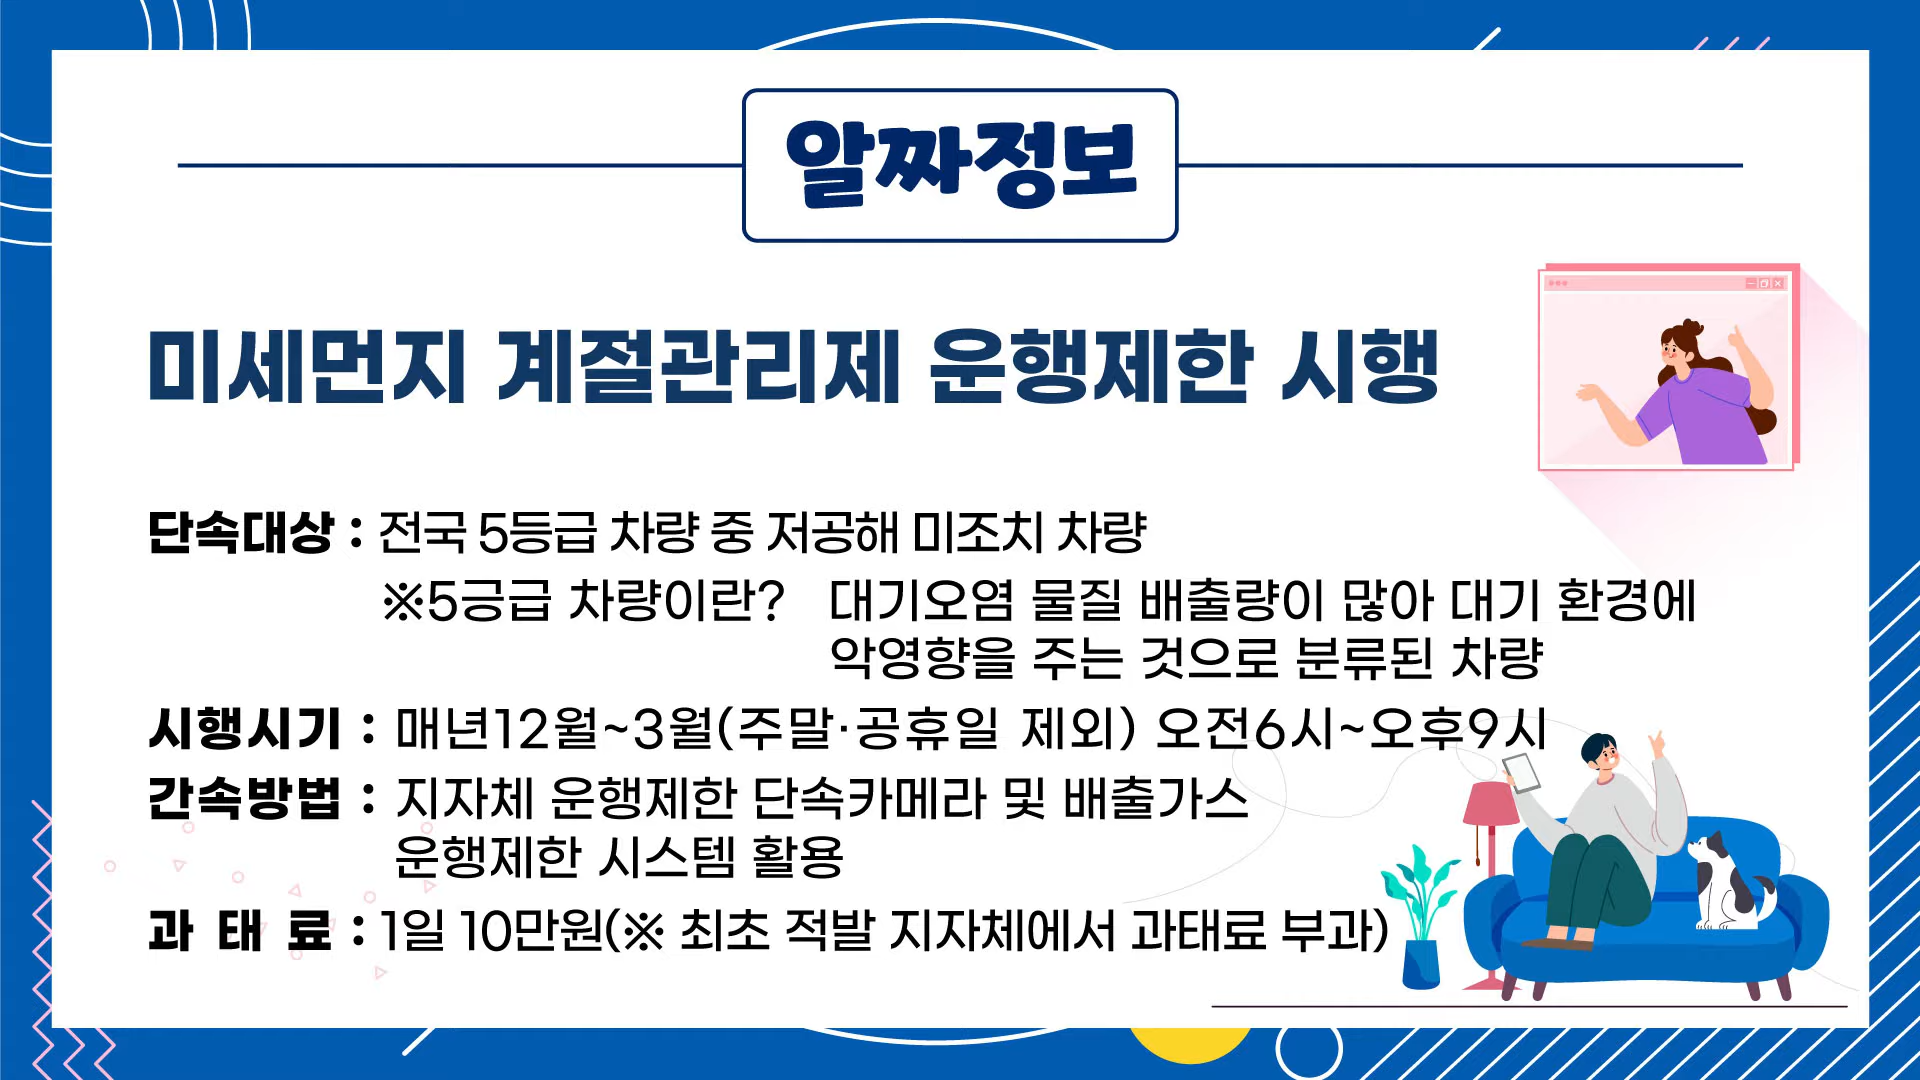 알짜정보
미세먼지 계절관리제 운행제한 시행
단속대상 : 전국 5등급 차량 중 저공해 미조치 차량
※5긍급 차량이란? 대기오염 물질 배출량이 많아 대기 환경에
악영향을 주는 것으로 분류된 차량
시행시기 : 매년12월~3월(주말·공휴일 제외) 오전6시~오후9시
간속방법 : 지자체 운행제한 단속카메라 및 배출가스
운행제한 시스템 활용
과 태 료 : 1일 10만원(※ 최초 적발 지자체에서 과태료 부과)